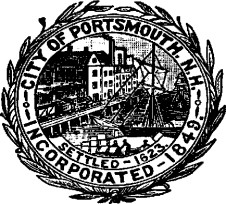 CITY OF PORTSMOUTH, N.H.
SETTLED - 1623
INCORPORATED - 1849.